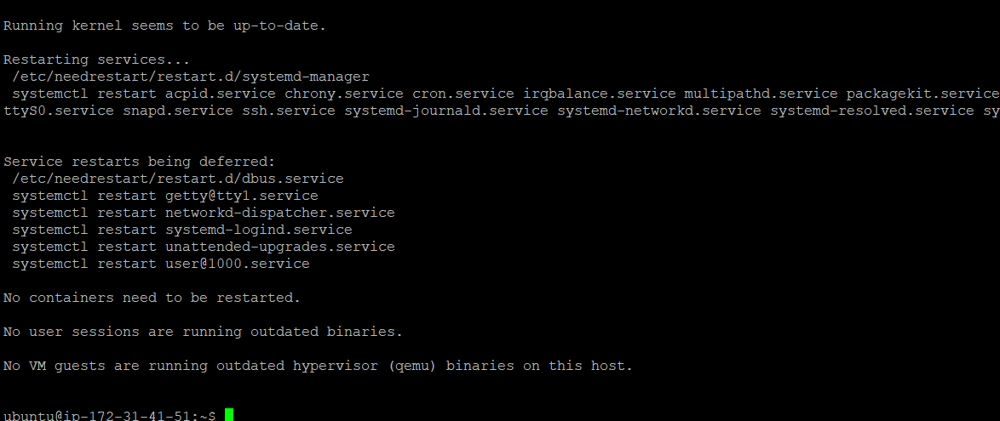 Running kernel seems to be up-to-date.
Restarting services...
/etc/needrestart/restart.d/systemd-manager
systemctl restart acpid.service chrony.service cron.service irqbalance.service multipathd.service packagekit.service
ttyS0.service snapd.service ssh.service systemd-journald.service systemd-networkd.service systemd-resolved.service sy
Service restarts being deferred:
/etc/needrestart/restart.d/dbus.service
systemctl restart getty@tty1.service
systemctl restart networkd-dispatcher.service
systemctl restart systemd-logind.service
systemctl restart unattended-upgrades.service
systemctl restart user@1000.service
No containers need to be restarted.
No user sessions are running outdated binaries.
No VM guests are running outdated hypervisor (qemu) binaries on this host.
ubuntu@ip-172-31-41-51:~$